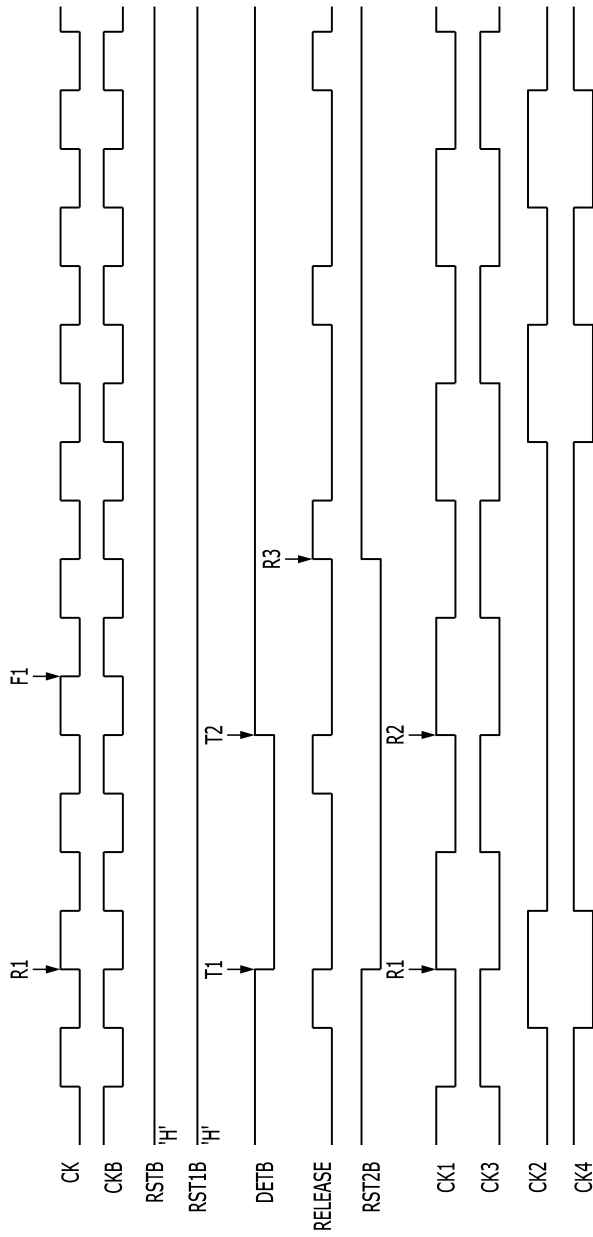 CK
CKB
RSTB
'H'
RST1B
'H'
DETB
RELEASE
RST2B
CK1
CK3
CK2
CK4
R1
F1
T1
T2
R3
R1
R2